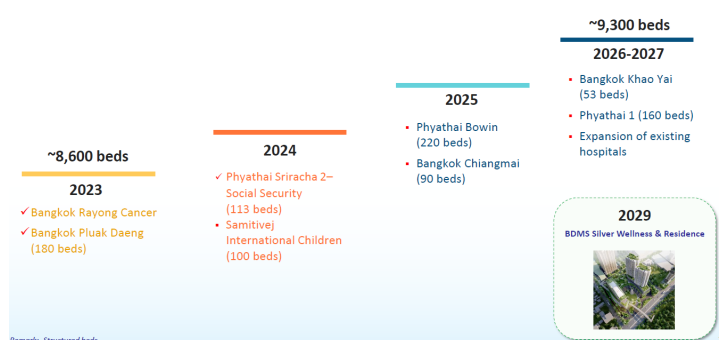 ~8,600 beds
2023
✓ Bangkok Rayong Cancer
✓ Bangkok Pluak Daeng
(180 beds)
2024
✓ Phyathai Sriracha 2–
Social Security
(113 beds)
▪ Samitivej
International Children
(100 beds)
2025
▪ Phyathai Bowin
(220 beds)
▪ Bangkok Chiangmai
(90 beds)
~9,300 beds
2026-2027
▪ Bangkok Khao Yai
(53 beds)
▪ Phyathai 1 (160 beds)
▪ Expansion of existing
hospitals
2029
BDMS Silver Wellness & Residence